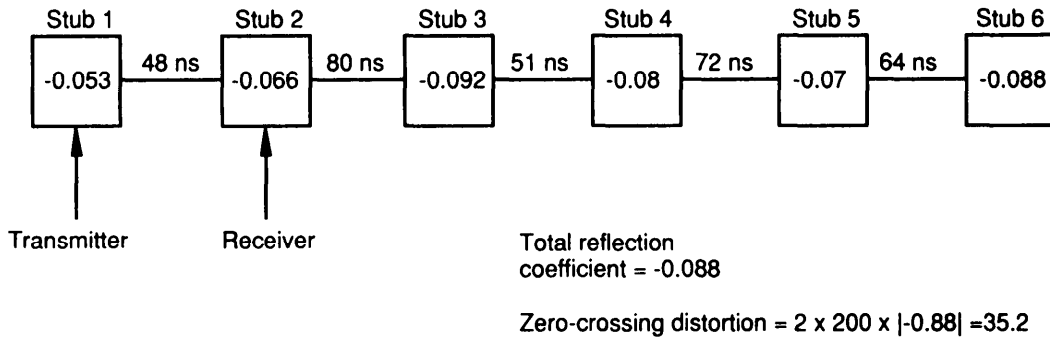 Stub 1 Stub 2 Stub 3 Stub 4 Stub 5 Stub 6
48 ns 80 ns 51 ns 72 ns 64 ns
-0.053 -0.066 -0.092 -0.08 -0.07 -0.088
Transmitter Receiver
Total reflection
coefficient = -0.088
Zero-crossing distortion = 2 x 200 x |-0.88| =35.2